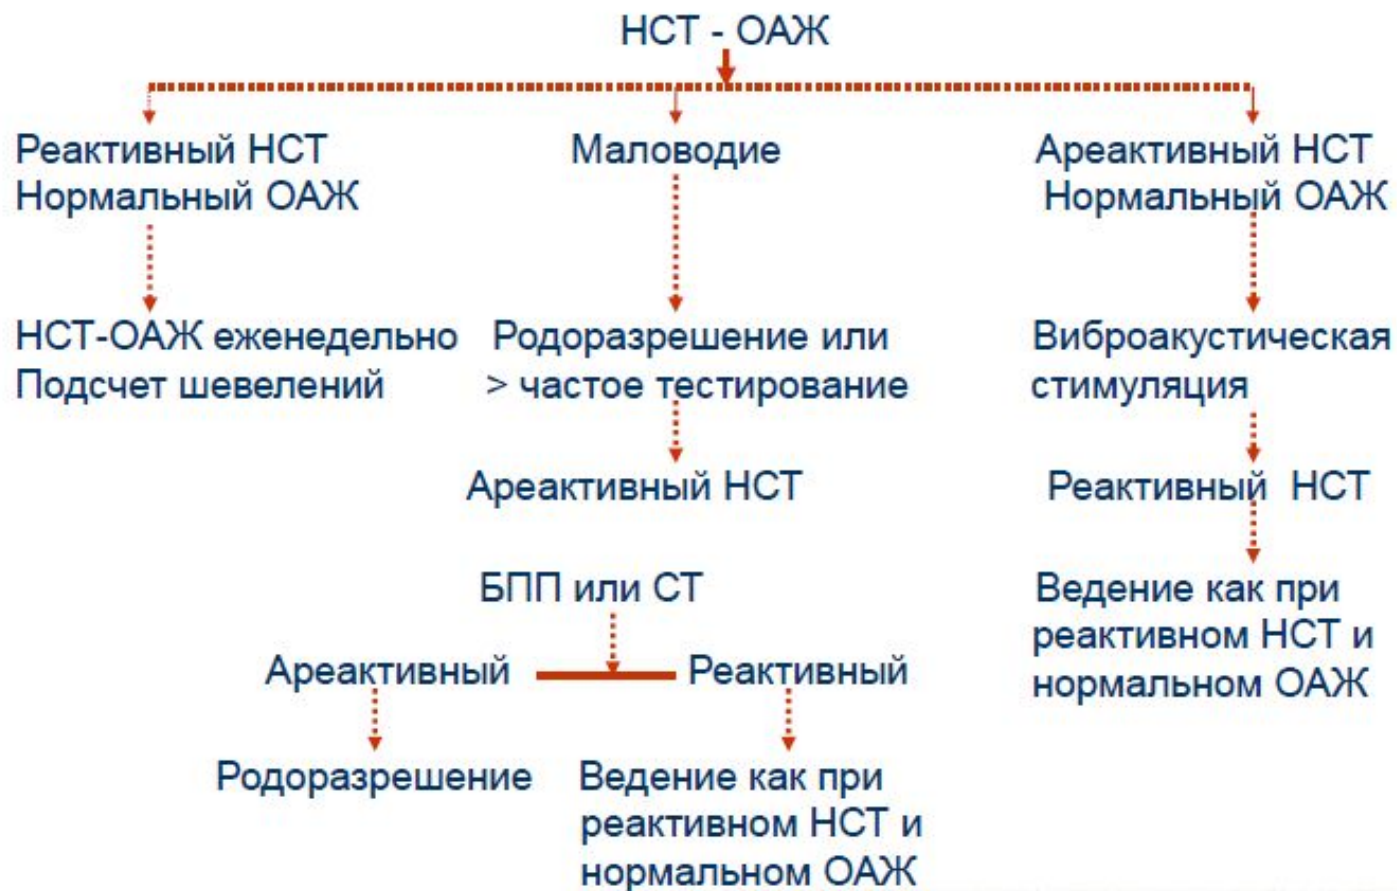 НСТ - ОАЖ
Реактивный НСТ
Нормальный ОАЖ
Маловодие
Ареактивный НСТ
Нормальный ОАЖ
НСТ-ОАЖ еженедельно
Подсчет шевелений
Родоразрешение или
> частое тестирование
Виброакустическая
стимуляция
Ареактивный НСТ
Реактивный НСТ
БПП или СТ
Ведение как при
реактивном НСТ и
нормальном ОАЖ
Ареактивный
Реактивный
Родоразрешение
Ведение как при
реактивном НСТ и
нормальном ОАЖ